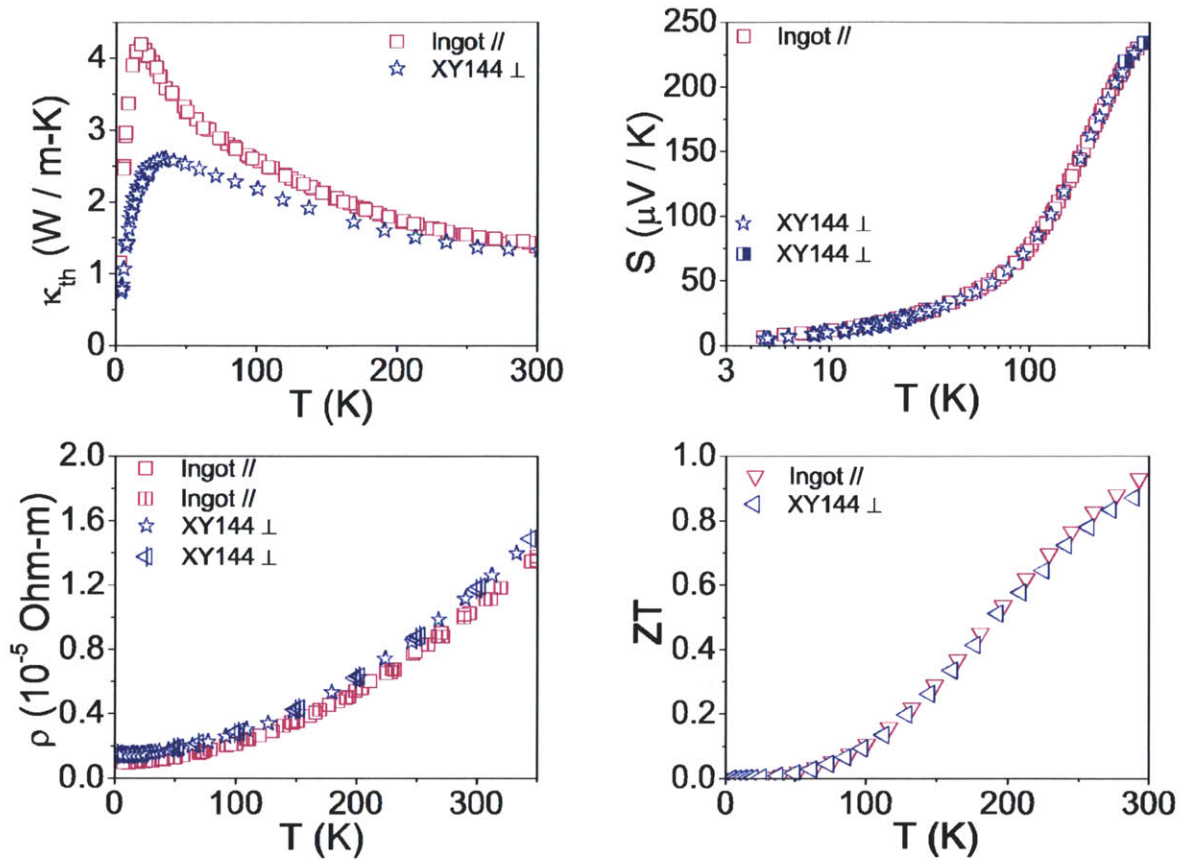 κth (W / m-K)
4
3
2
1
0
Ingot //
XY144 ⊥
0 100 200 300
T (K)
S (μV / K)
250
200
150
100
50
0
Ingot //
XY144 ⊥
XY144 ⊥
3 10 100
T (K)
ρ (10⁻⁵ Ohm-m)
2.0
1.6
1.2
0.8
0.4
0.0
Ingot //
Ingot //
XY144 ⊥
XY144 ⊥
0 100 200 300
T (K)
ZT
1.0
0.8
0.6
0.4
0.2
0.0
Ingot //
XY144 ⊥
0 100 200 300
T (K)